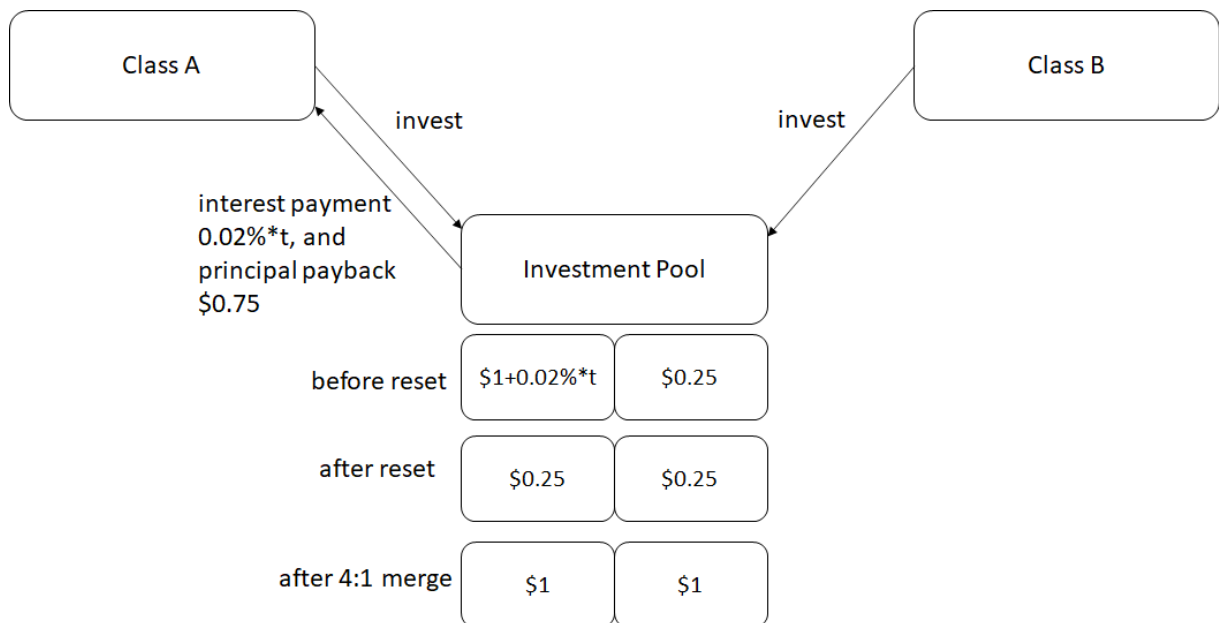 Class A
Class B
invest
invest
interest payment
0.02%*t, and
principal payback
$0.75
Investment Pool
before reset
$1+0.02%*t
$0.25
after reset
$0.25
$0.25
after 4:1 merge
$1
$1